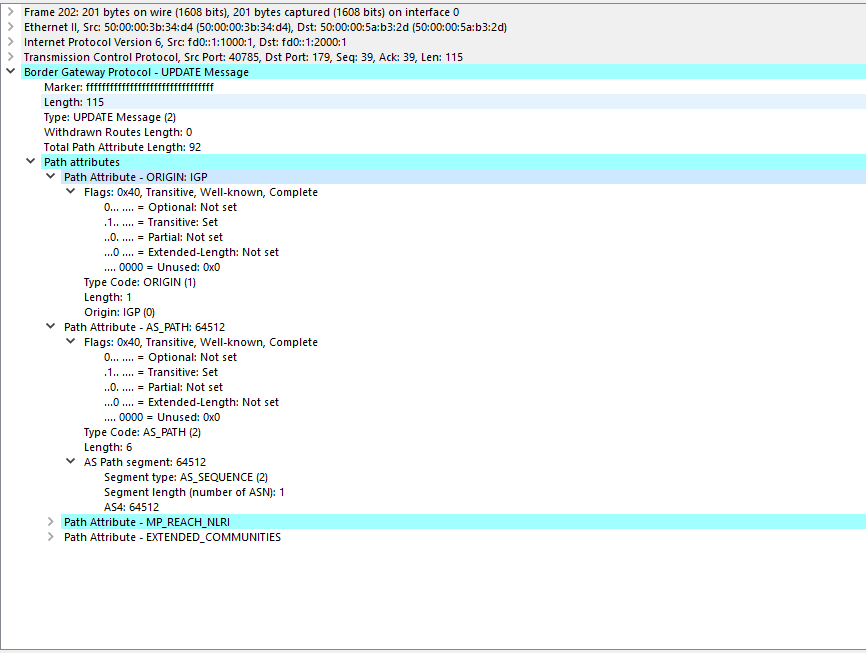 Frame 202: 201 bytes on wire (1608 bits), 201 bytes captured (1608 bits) on interface 0
Ethernet II, Src: 50:00:00:3b:34:d4 (50:00:00:3b:34:d4), Dst: 50:00:00:5a:b3:2d (50:00:00:5a:b3:2d)
Internet Protocol Version 6, Src: fd0::1:1000:1, Dst: fd0::1:2000:1
Transmission Control Protocol, Src Port: 40785, Dst Port: 179, Seq: 39, Ack: 39, Len: 115
Border Gateway Protocol - UPDATE Message
Marker: ffffffffffffffffffffffffffffffff
Length: 115
Type: UPDATE Message (2)
Withdrawn Routes Length: 0
Total Path Attribute Length: 92
Path attributes
Path Attribute - ORIGIN: IGP
Flags: 0x40, Transitive, Well-known, Complete
0... .... = Optional: Not set
.1.. .... = Transitive: Set
..0. .... = Partial: Not set
...0 .... = Extended-Length: Not set
.... 0000 = Unused: 0x0
Type Code: ORIGIN (1)
Length: 1
Origin: IGP (0)
Path Attribute - AS_PATH: 64512
Flags: 0x40, Transitive, Well-known, Complete
0... .... = Optional: Not set
.1.. .... = Transitive: Set
..0. .... = Partial: Not set
...0 .... = Extended-Length: Not set
.... 0000 = Unused: 0x0
Type Code: AS_PATH (2)
Length: 6
AS Path segment: 64512
Segment type: AS_SEQUENCE (2)
Segment length (number of ASN): 1
AS4: 64512
Path Attribute - MP_REACH_NLRI
Path Attribute - EXTENDED_COMMUNITIES